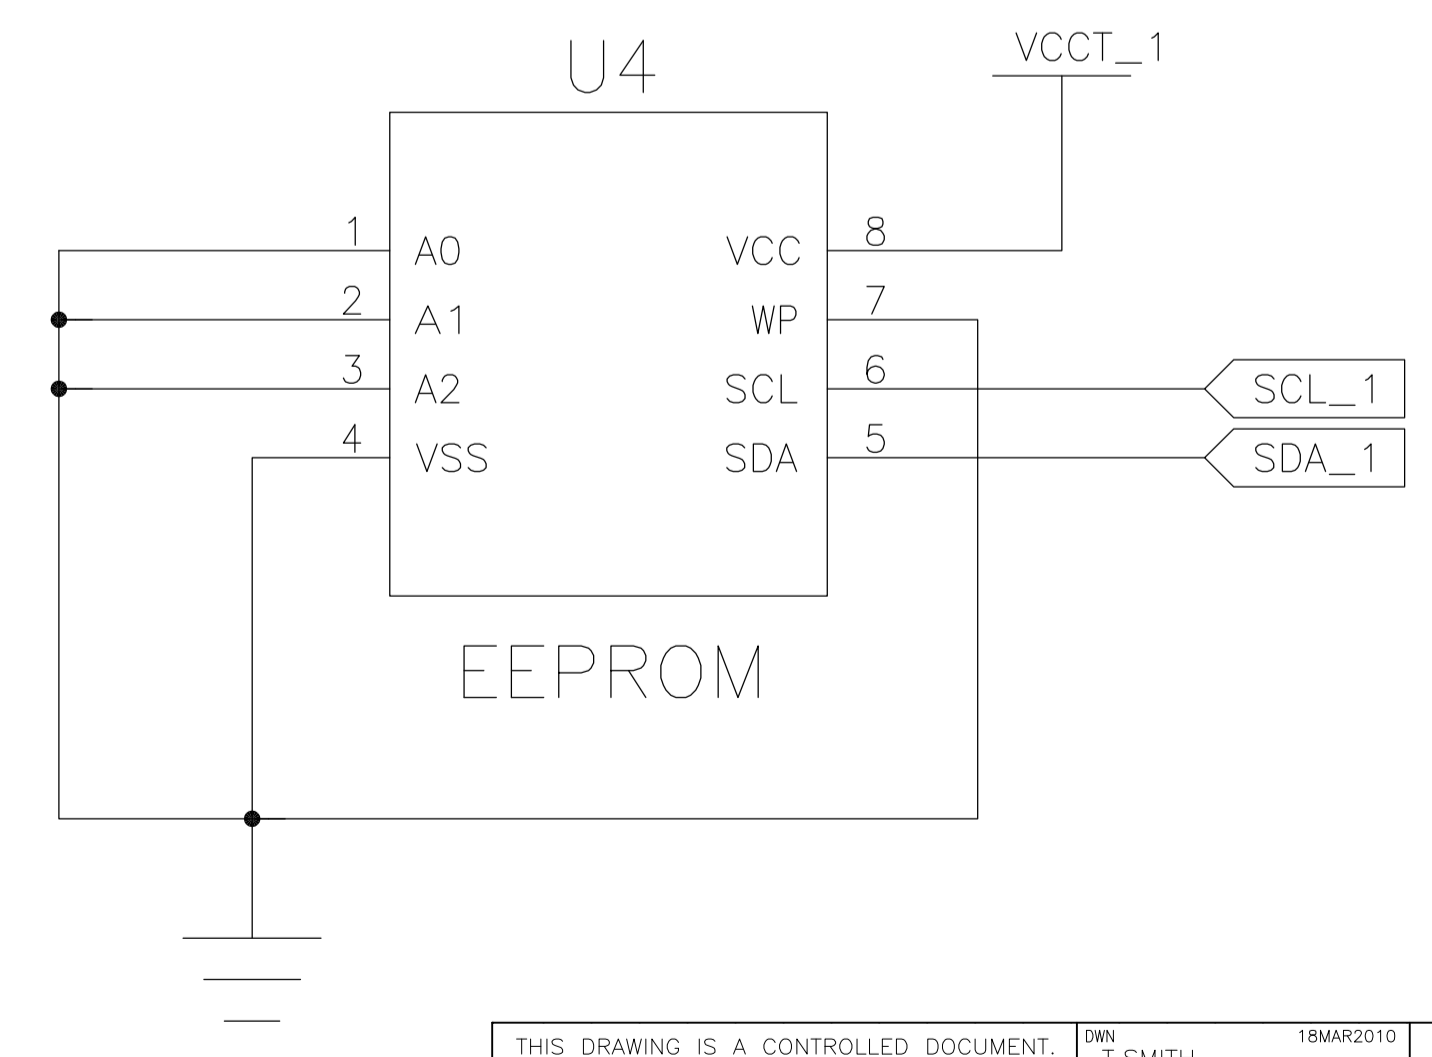 U4
VCCT_1
1 A0 VCC 8
2 A1 WP 7
3 A2 SCL 6 SCL_1
4 VSS SDA 5 SDA_1
EEPROM
THIS DRAWING IS A CONTROLLED DOCUMENT.
DWN 18MAR2010
T SMITH